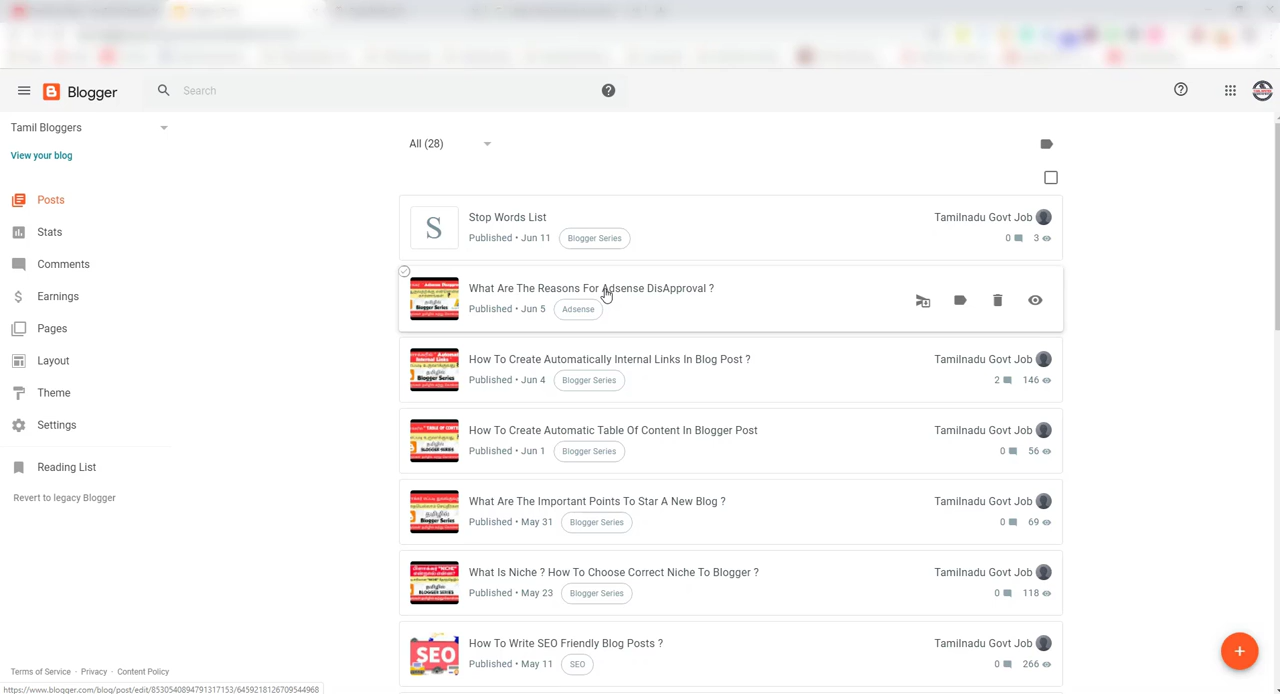 Blogger
Search
Tamil Bloggers
View your blog
Posts
Stats
Comments
Earnings
Pages
Layout
Theme
Settings
Reading List
Revert to legacy Blogger
All (28)
S
Stop Words List
Tamilnadu Govt Job
Published • Jun 11 Blogger Series
0 3
What Are The Reasons For Adsense DisApproval ?
Published • Jun 5 Adsense
How To Create Automatically Internal Links In Blog Post ?
Tamilnadu Govt Job
Published • Jun 4 Blogger Series
2 146
How To Create Automatic Table Of Content In Blogger Post
Tamilnadu Govt Job
Published • Jun 1 Blogger Series
0 56
What Are The Important Points To Star A New Blog ?
Tamilnadu Govt Job
Published • May 31 Blogger Series
0 69
What Is Niche ? How To Choose Correct Niche To Blogger ?
Tamilnadu Govt Job
Published • May 23 Blogger Series
0 118
SEO
How To Write SEO Friendly Blog Posts ?
Tamilnadu Govt Job
Published • May 11 SEO
0 266
Terms of Service · Privacy · Content Policy
https://www.blogger.com/blog/post/edit/8530540894791317153/6459218126709544968